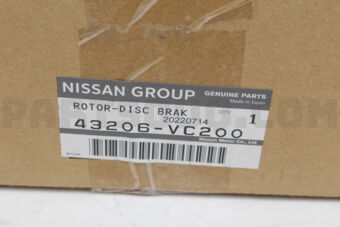 NISSAN GROUP
GENUINE PARTS
Made in Japan
ROTOR-DISC BRAK
20220714
QTY
1
43206-VC200
Nissan Motor Co., Ltd